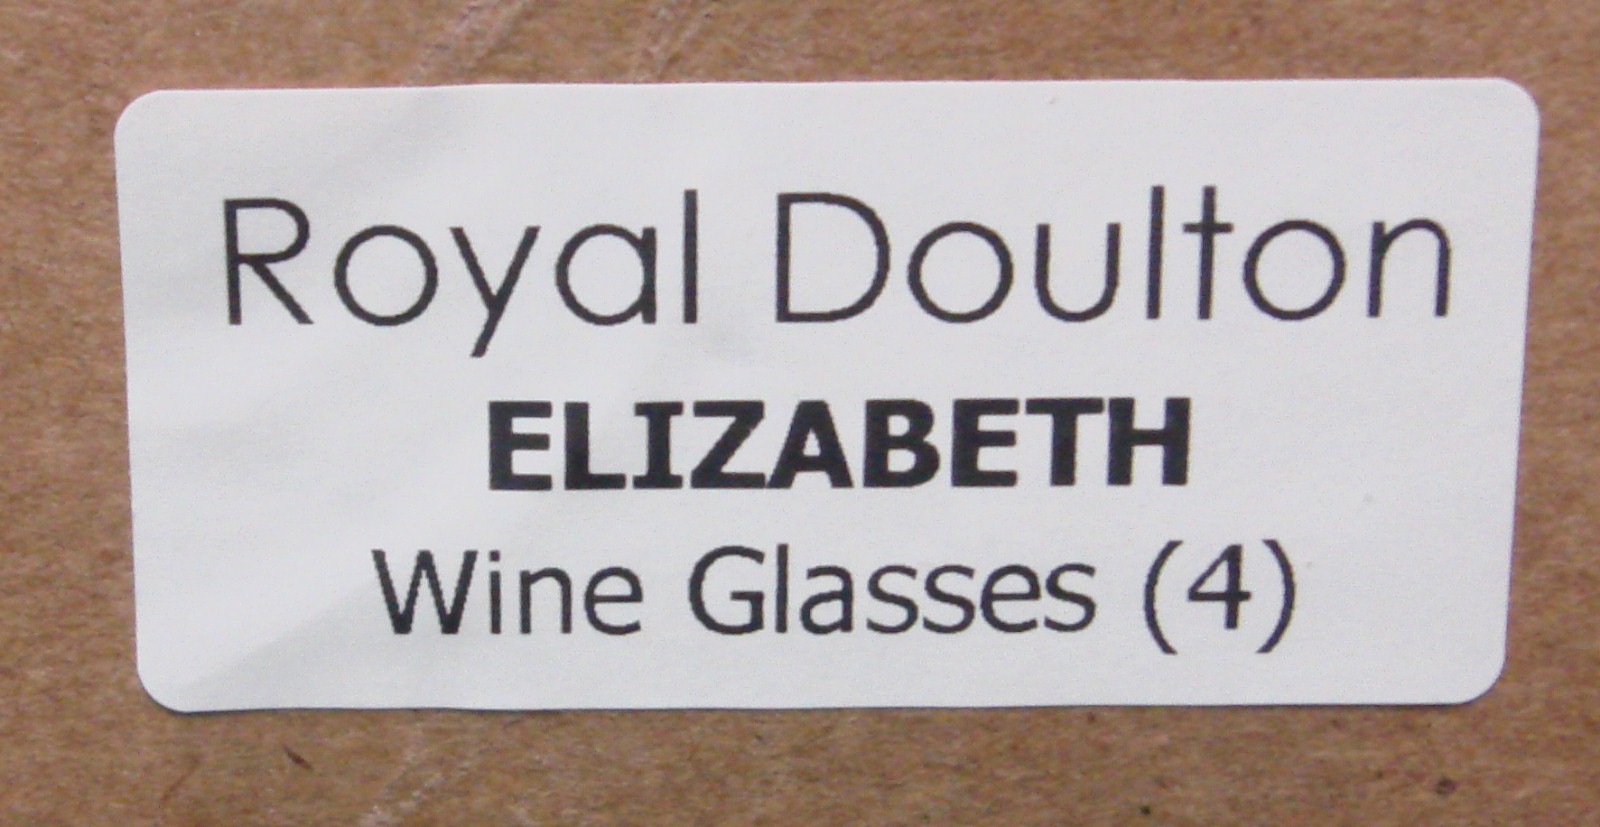 Royal Doulton
ELIZABETH
Wine Glasses (4)